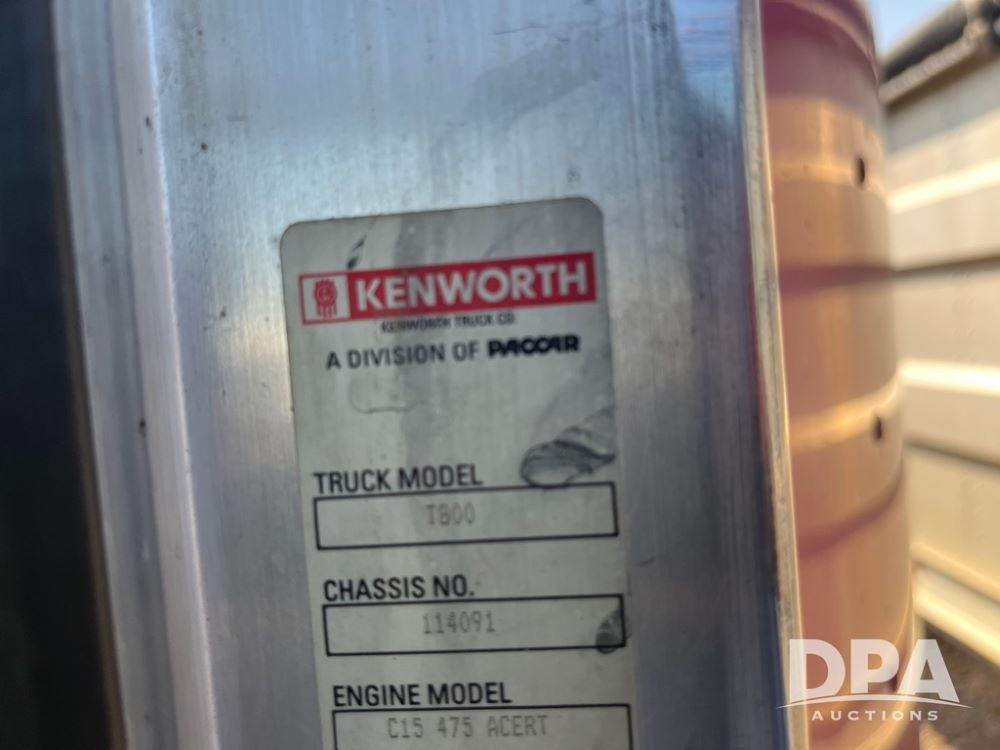 KENWORTH
KENWORTH TRUCK CO.
A DIVISION OF PACCAR
TRUCK MODEL
T800
CHASSIS NO.
114091
ENGINE MODEL
C15 475 ACERT
DPA
AUCTIONS